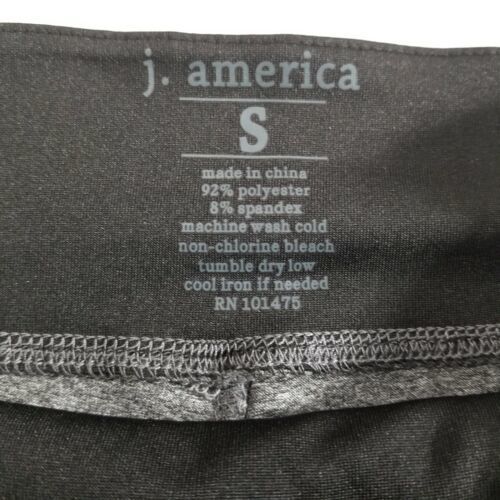 j. america
S
made in china
92% polyester
8% spandex
machine wash cold
non-chlorine bleach
tumble dry low
cool iron if needed
RN 101475